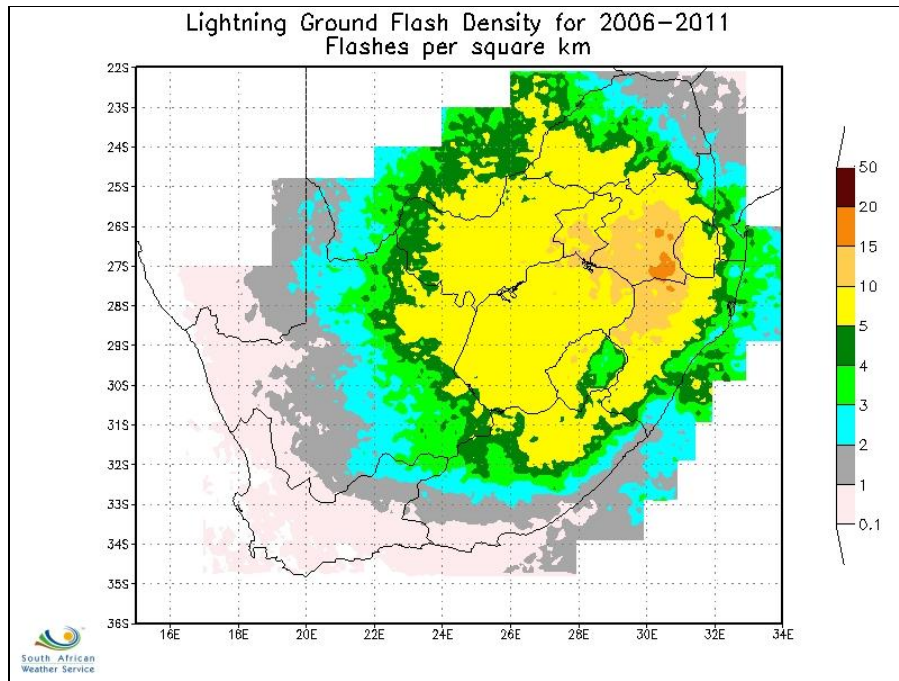 Lightning Ground Flash Density for 2006-2011
Flashes per square km
22S
23S
24S
25S
26S
27S
28S
29S
30S
31S
32S
33S
34S
35S
36S
16E 18E 20E 22E 24E 26E 28E 30E 32E 34E
50
20
15
10
5
4
3
2
1
0.1
South African
Weather Service